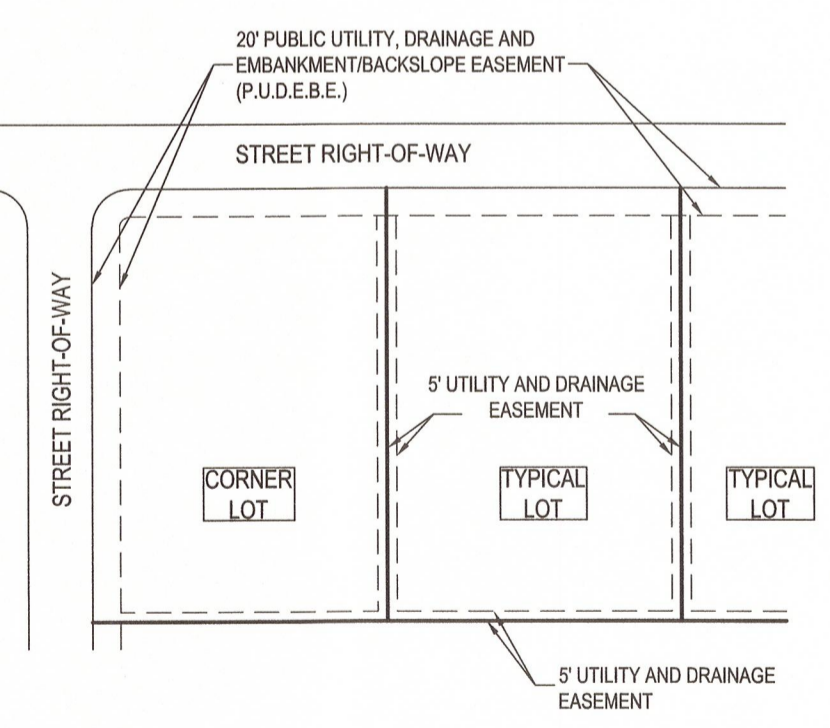 20' PUBLIC UTILITY, DRAINAGE AND
EMBANKMENT/BACKSLOPE EASEMENT
(P.U.D.E.B.E.)
STREET RIGHT-OF-WAY
STREET RIGHT-OF-WAY
5' UTILITY AND DRAINAGE
EASEMENT
CORNER
LOT
TYPICAL
LOT
TYPICAL
LOT
5' UTILITY AND DRAINAGE
EASEMENT